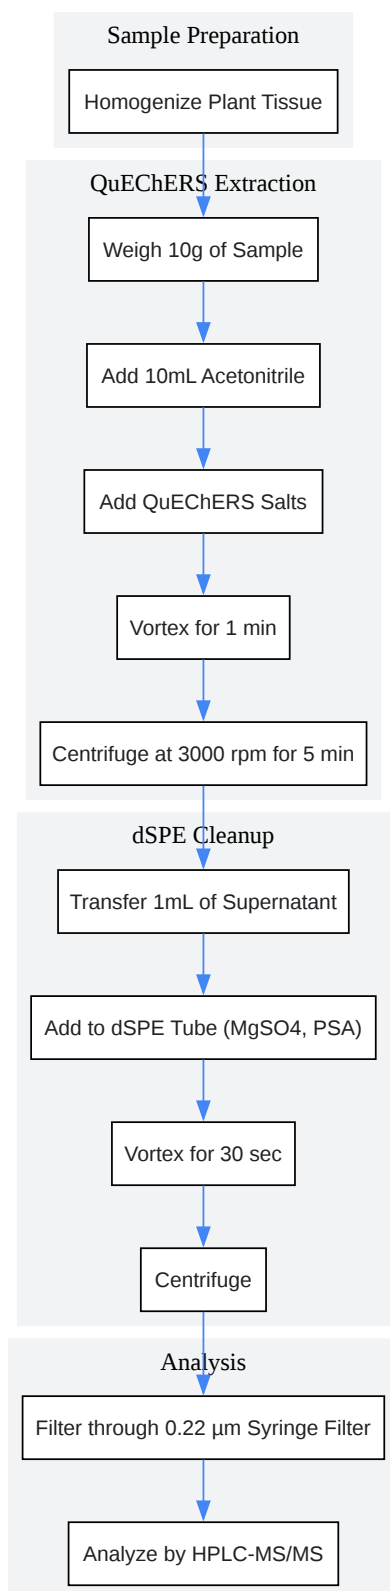 Sample Preparation
Homogenize Plant Tissue
QuEChERS Extraction
Weigh 10g of Sample
Add 10mL Acetonitrile
Add QuEChERS Salts
Vortex for 1 min
Centrifuge at 3000 rpm for 5 min
dSPE Cleanup
Transfer 1mL of Supernatant
Add to dSPE Tube (MgSO4, PSA)
Vortex for 30 sec
Centrifuge
Analysis
Filter through 0.22 µm Syringe Filter
Analyze by HPLC-MS/MS